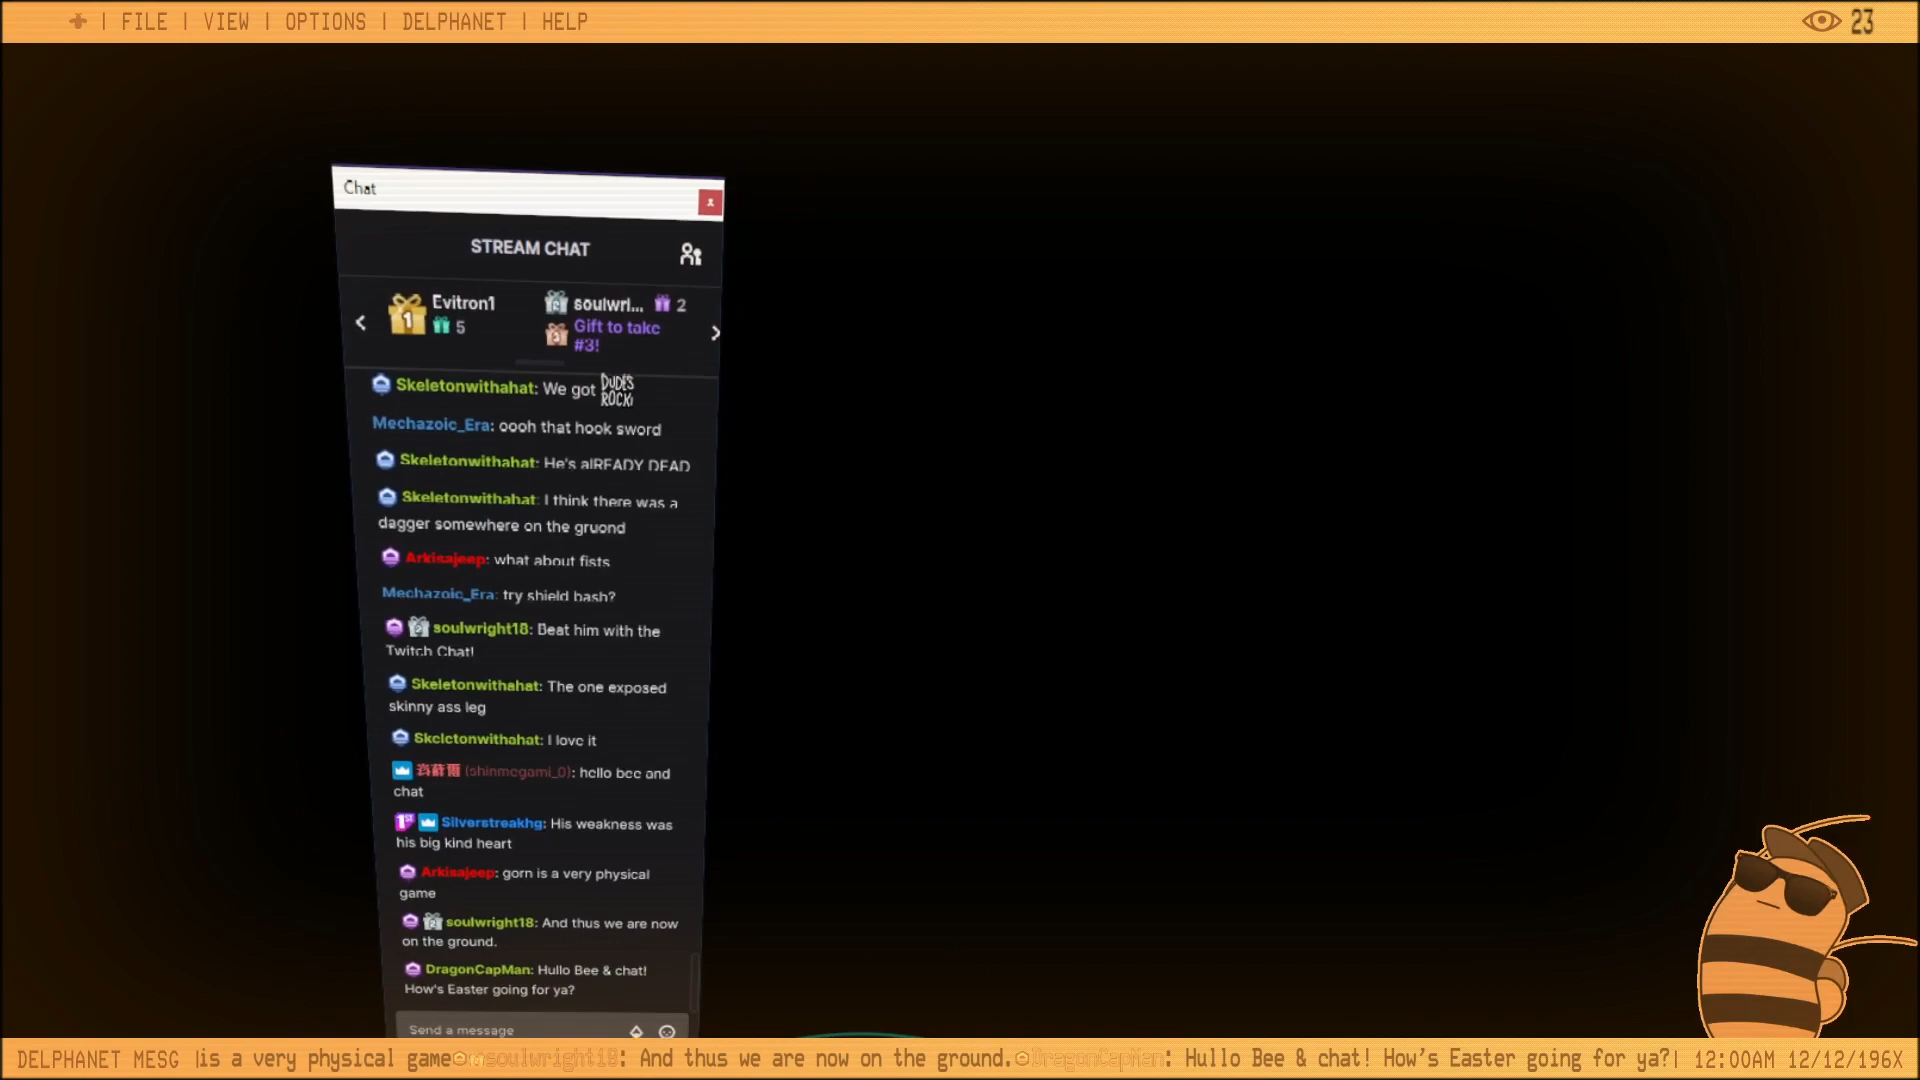 | FILE | VIEW | OPTIONS | DELPHANET | HELP
23
Chat
STREAM CHAT
1 Evitron1
5
2 soulwri... 2
3 Gift to take
#3!
Skeletonwithahat: We got DUDES ROCK!
Mechazoic_Era: oooh that hook sword
Skeletonwithahat: He's alREADY DEAD
Skeletonwithahat: I think there was a
dagger somewhere on the gruond
Arkisajeep: what about fists
Mechazoic_Era: try shield bash?
2 soulwright18: Beat him with the
Twitch Chat!
Skeletonwithahat: The one exposed
skinny ass leg
Skeletonwithahat: I love it
(shinmegami_0): hello bee and
chat
1ST Silverstreakhg: His weakness was
his big kind heart
Arkisajeep: gorn is a very physical
game
2 soulwright18: And thus we are now
on the ground.
DragonCapMan: Hullo Bee & chat!
How's Easter going for ya?
Send a message
DELPHANET MESG |is a very physical game soulwright18: And thus we are now on the ground. DragonCapMan: Hullo Bee & chat! How's Easter going for ya?| 12:00AM 12/12/196X